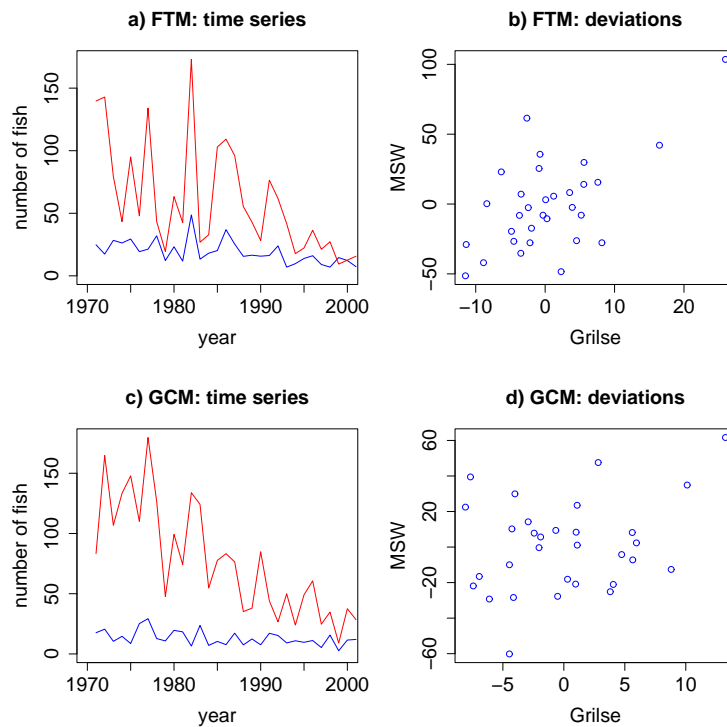 a) FTM: time series
number of fish
0
50
100
150
1970
1980
1990
2000
year
b) FTM: deviations
MSW
−50
0
50
100
−10
0
10
20
Grilse
c) GCM: time series
number of fish
0
50
100
150
1970
1980
1990
2000
year
d) GCM: deviations
MSW
−60
−20
20
60
−5
0
5
10
Grilse